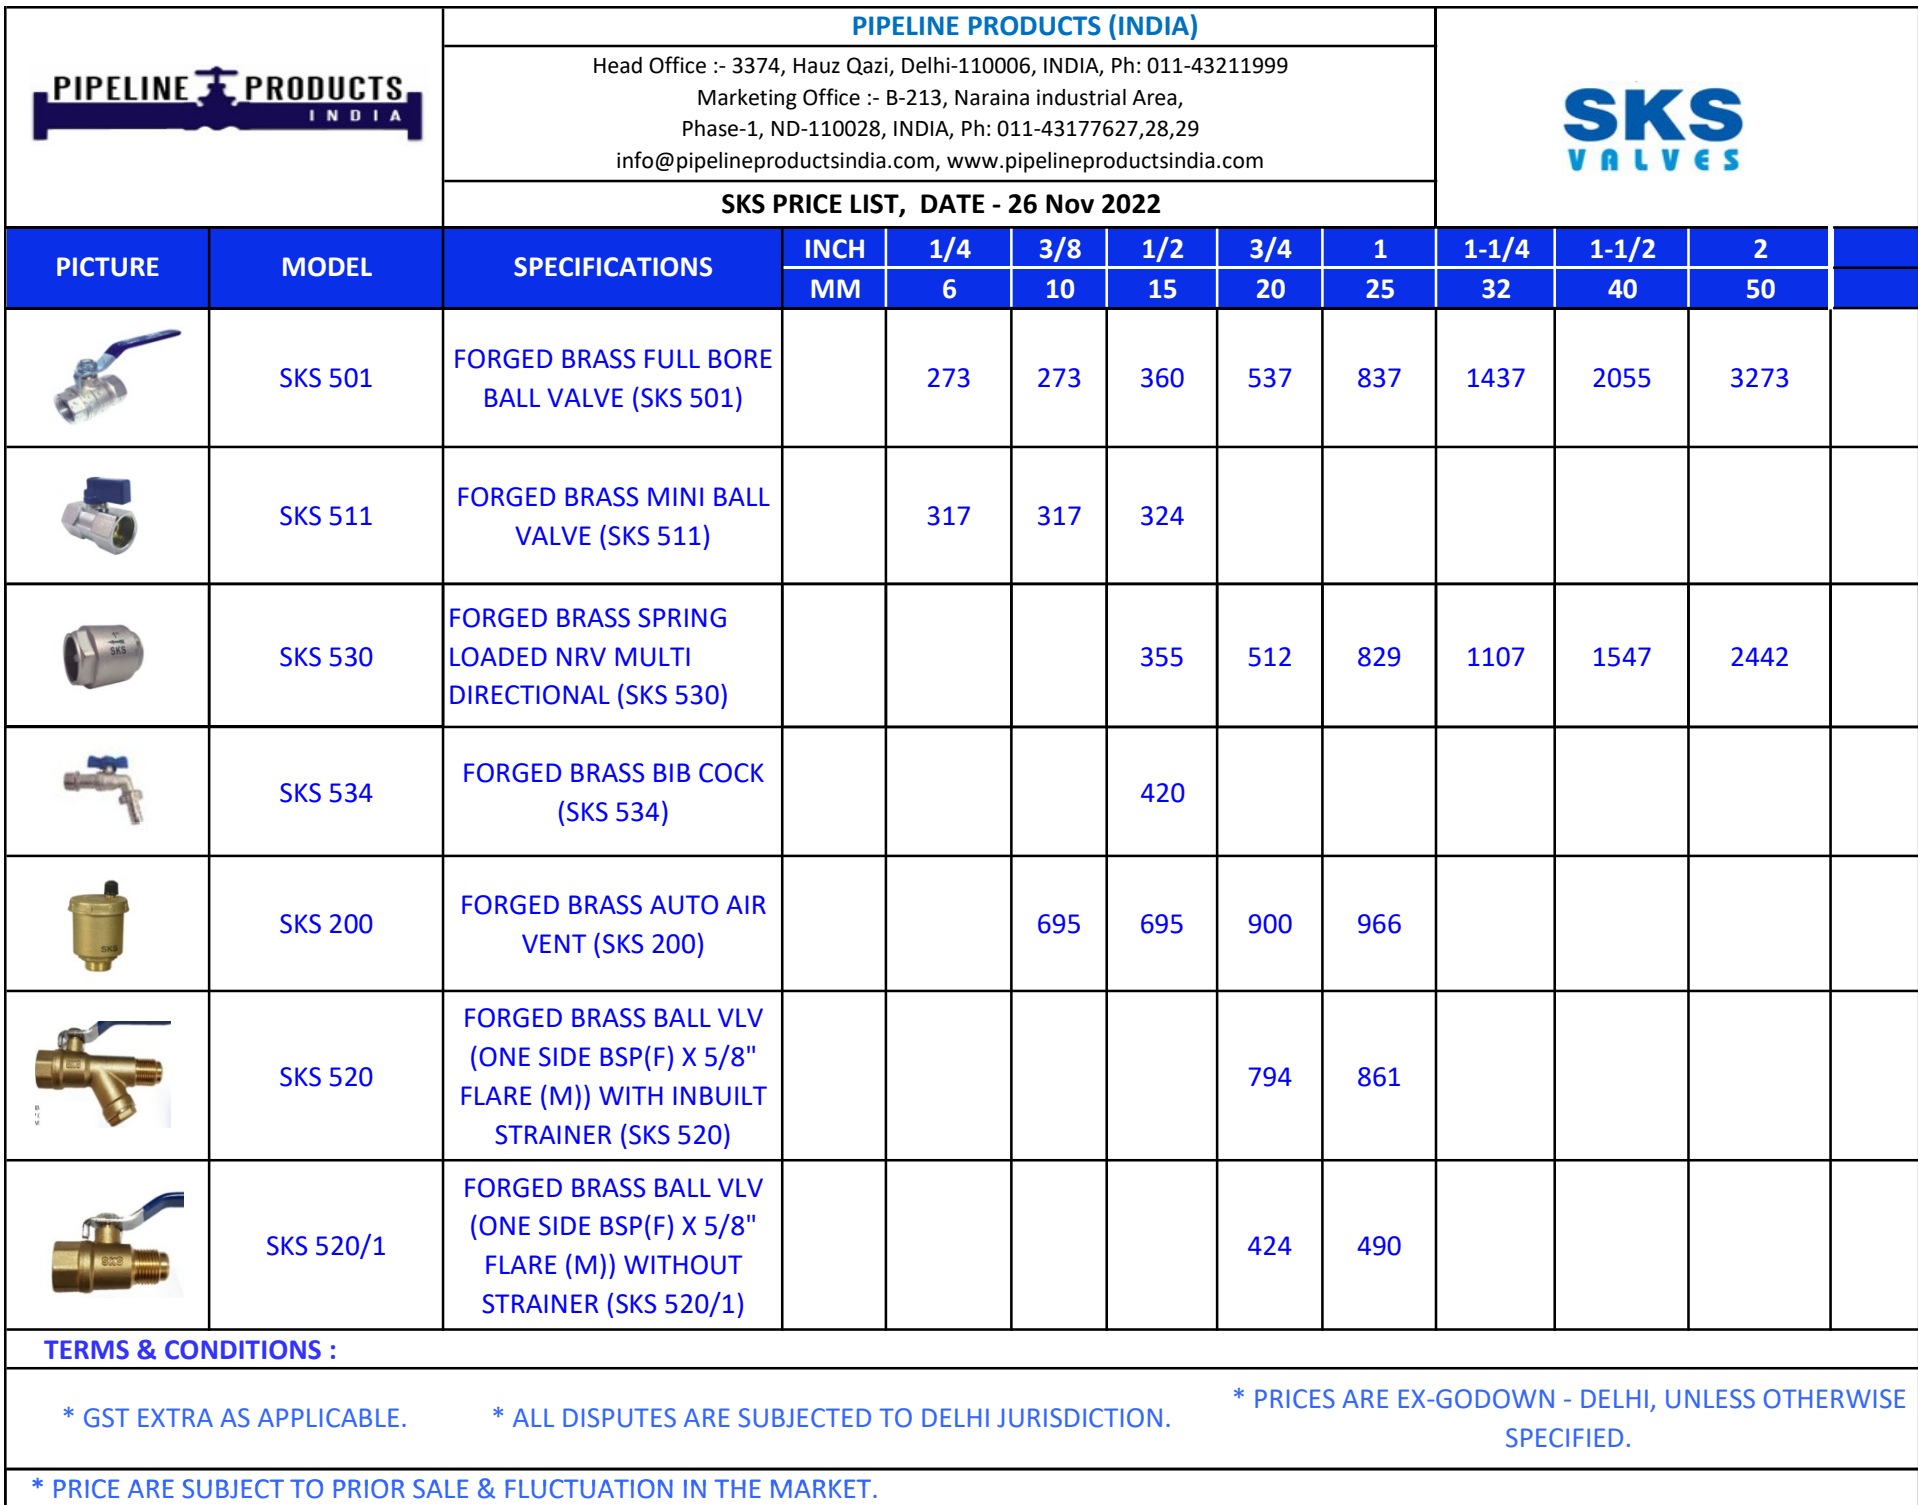 PIPELINE PRODUCTS
INDIA
PIPELINE PRODUCTS (INDIA)
Head Office :- 3374, Hauz Qazi, Delhi-110006, INDIA, Ph: 011-43211999
Marketing Office :- B-213, Naraina industrial Area,
Phase-1, ND-110028, INDIA, Ph: 011-43177627,28,29
info@pipelineproductsindia.com, www.pipelineproductsindia.com
SKS PRICE LIST, DATE - 26 Nov 2022
SKS
VALVES
PICTURE MODEL SPECIFICATIONS
INCH 1/4 3/8 1/2 3/4 1 1-1/4 1-1/2 2
MM 6 10 15 20 25 32 40 50
SKS 501
FORGED BRASS FULL BORE
BALL VALVE (SKS 501)
273 273 360 537 837 1437 2055 3273
SKS 511
FORGED BRASS MINI BALL
VALVE (SKS 511)
317 317 324
1"
SKS
SKS 530
FORGED BRASS SPRING
LOADED NRV MULTI
DIRECTIONAL (SKS 530)
355 512 829 1107 1547 2442
SKS 534
FORGED BRASS BIB COCK
(SKS 534)
420
SKS
SKS 200
FORGED BRASS AUTO AIR
VENT (SKS 200)
695 695 900 966
SKS
SKS 520
FORGED BRASS BALL VLV
(ONE SIDE BSP(F) X 5/8"
FLARE (M)) WITH INBUILT
STRAINER (SKS 520)
794 861
SKS
SKS 520/1
FORGED BRASS BALL VLV
(ONE SIDE BSP(F) X 5/8"
FLARE (M)) WITHOUT
STRAINER (SKS 520/1)
424 490
TERMS & CONDITIONS :
* GST EXTRA AS APPLICABLE.
* ALL DISPUTES ARE SUBJECTED TO DELHI JURISDICTION.
* PRICES ARE EX-GODOWN - DELHI, UNLESS OTHERWISE
SPECIFIED.
* PRICE ARE SUBJECT TO PRIOR SALE & FLUCTUATION IN THE MARKET.